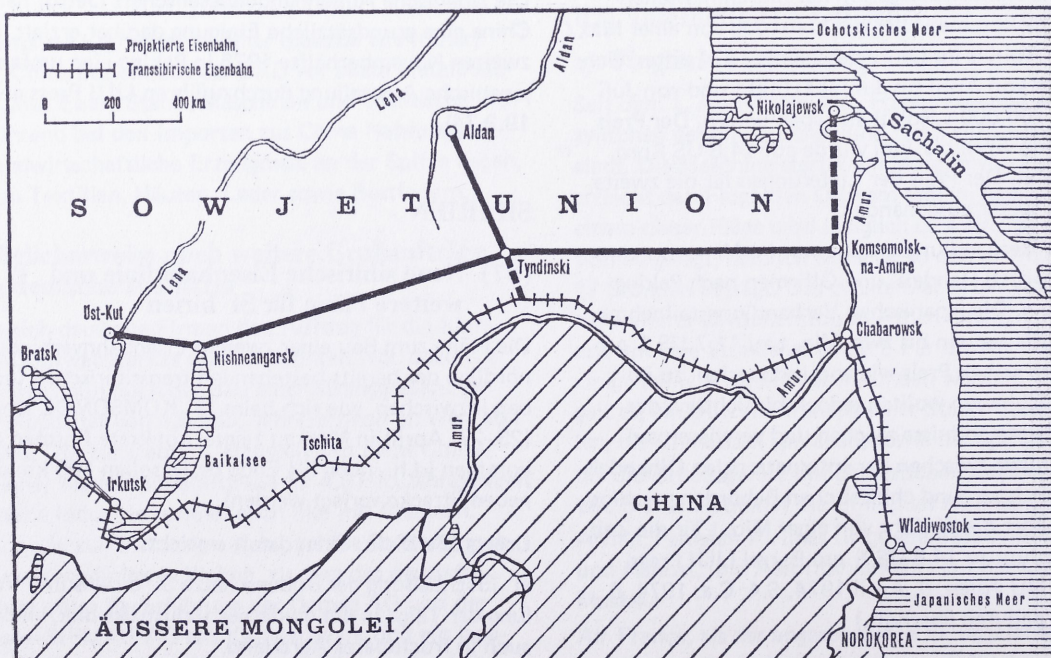 Projektierte Eisenbahn.
Transsibirische Eisenbahn.
0 200 400 km
Lena
Aldan
Aldan
Ochotskisches Meer
Nikolajewsk
Sachalin
Amur
SOWJETUNION
Komsomolsk-
na-Amure
Tyndinski
Lena
Ust-Kut
Nishneangarsk
Bratsk
Chabarowsk
Amur
Amur
Tschita
Baikalsee
Irkutsk
CHINA
Wladiwostok
Japanisches Meer
NORDKOREA
ÄUSSERE MONGOLEI